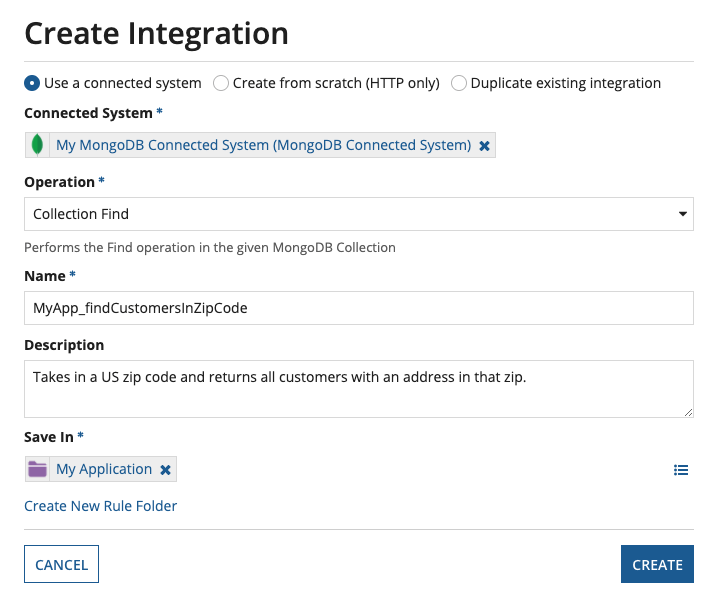 Create Integration
Use a connected system Create from scratch (HTTP only) Duplicate existing integration
Connected System *
My MongoDB Connected System (MongoDB Connected System)
Operation *
Collection Find
Performs the Find operation in the given MongoDB Collection
Name *
MyApp_findCustomersInZipCode
Description
Takes in a US zip code and returns all customers with an address in that zip.
Save In *
My Application
Create New Rule Folder
CANCEL CREATE